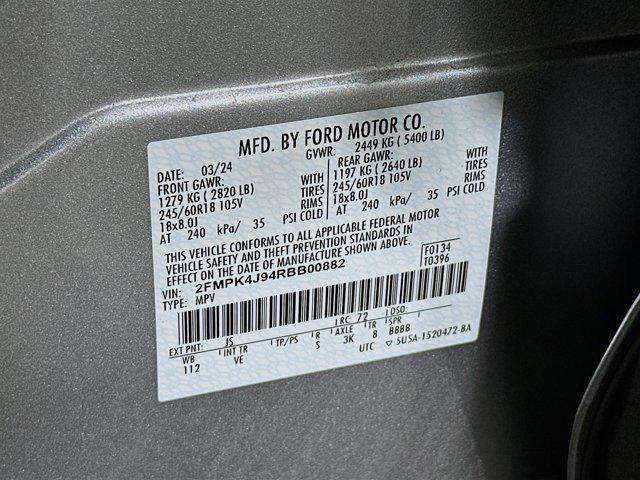 MFD. BY FORD MOTOR CO.
DATE: 03/24 GVWR: 2449 KG ( 5400 LB)
FRONT GAWR: REAR GAWR:
1279 KG ( 2820 LB) WITH 1197 KG ( 2640 LB) WITH
245/60R18 105V TIRES 245/60R18 105V TIRES
18x8.0J RIMS 18x8.0J RIMS
AT 240 kPa/ 35 PSI COLD AT 240 kPa/ 35 PSI COLD
THIS VEHICLE CONFORMS TO ALL APPLICABLE FEDERAL MOTOR
VEHICLE SAFETY AND THEFT PREVENTION STANDARDS IN
EFFECT ON THE DATE OF MANUFACTURE SHOWN ABOVE.
VIN: 2FMPK4J94RBB00882 F0134
TYPE: MPV T0396
EXT PNT: JS RC: 72 DSO:
WB INT TR TP/PS R AXLE TR SPR
112 VE S 3K 8 BBBB
UTC ▽ 5U5A-1520472-BA